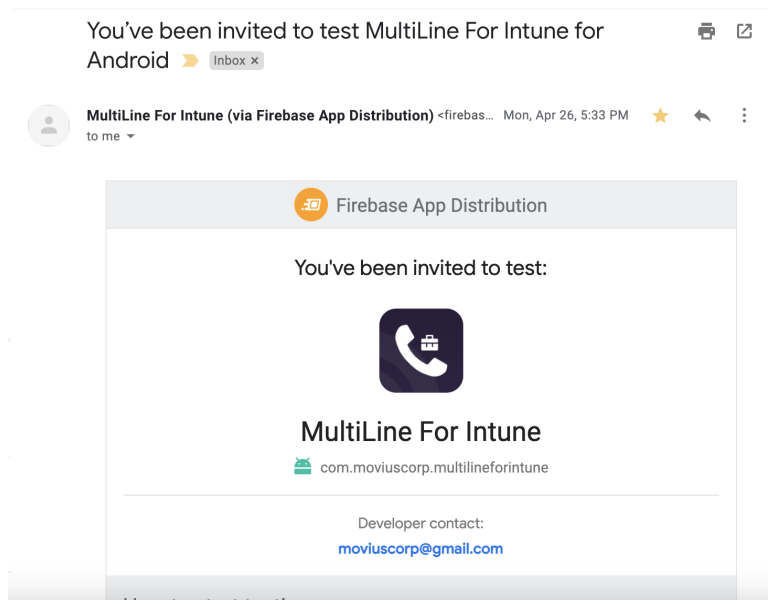 You’ve been invited to test MultiLine For Intune for
Android Inbox ×
MultiLine For Intune (via Firebase App Distribution) <firebas... Mon, Apr 26, 5:33 PM
to me
Firebase App Distribution
You've been invited to test:
MultiLine For Intune
com.moviuscorp.multilineforintune
Developer contact:
moviuscorp@gmail.com